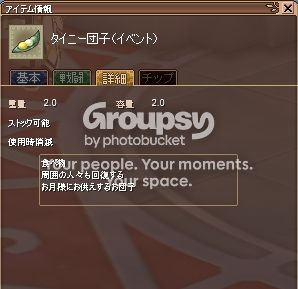 アイテム情報
タイニー団子(イベント)
基本 戦闘 詳細 チップ
重量 2.0 容量 2.0
Groupsy
by photobucket
ストック可能
使用時消滅
Your people. Your moments.
Your space.
食べ物
周囲の人々も回復する
お月様にお供えするお団子